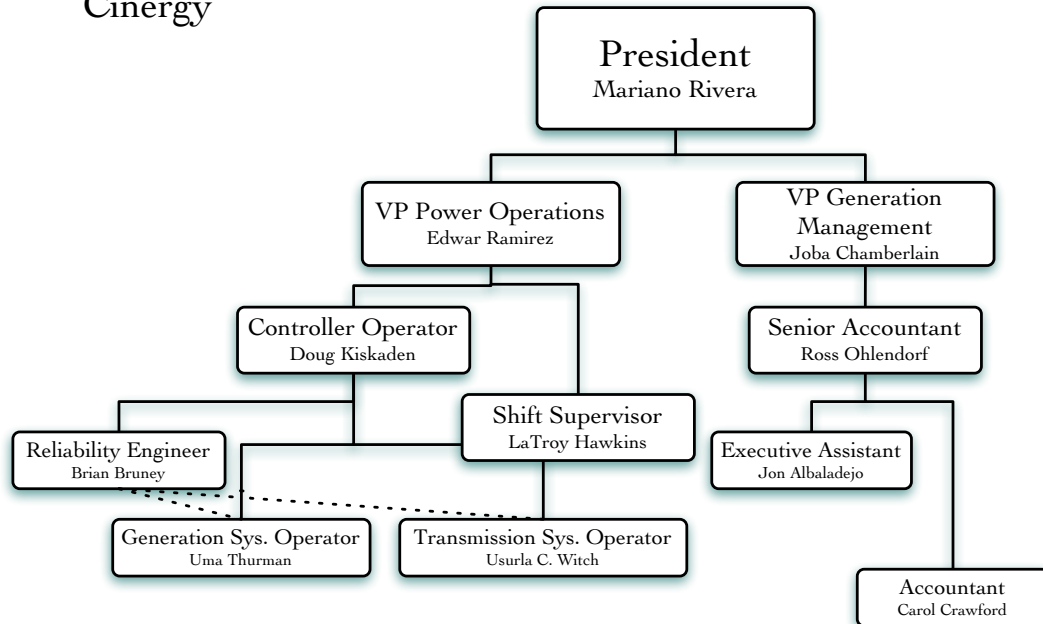 Cinergy
President
Mariano Rivera
VP Power Operations
Edwar Ramirez
VP Generation
Management
Joba Chamberlain
Controller Operator
Doug Kiskaden
Senior Accountant
Ross Ohlendorf
Shift Supervisor
LaTroy Hawkins
Reliability Engineer
Brian Bruney
Executive Assistant
Jon Albaladejo
Generation Sys. Operator
Uma Thurman
Transmission Sys. Operator
Usurla C. Witch
Accountant
Carol Crawford